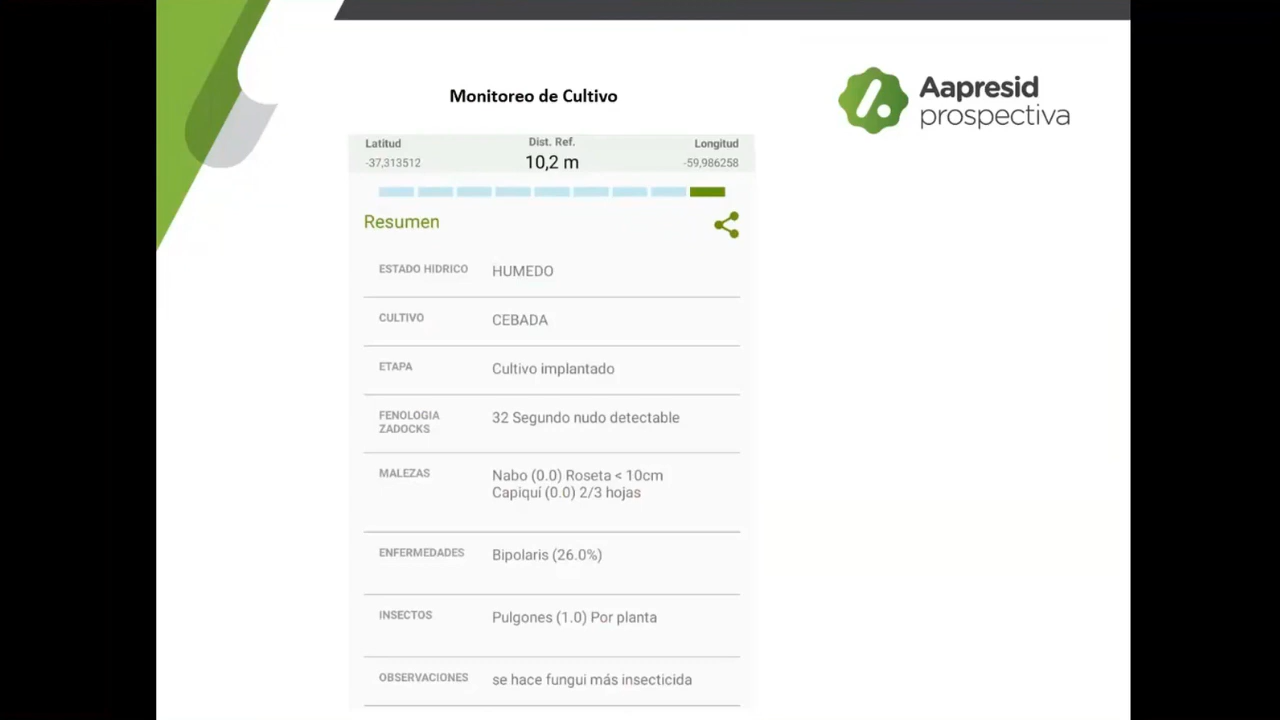 Monitoreo de Cultivo
Aapresid
prospectiva
Latitud Dist. Ref. Longitud
-37,313512 10,2 m -59,986258
Resumen
ESTADO HIDRICO HUMEDO
CULTIVO CEBADA
ETAPA Cultivo implantado
FENOLOGIA
ZADOCKS
32 Segundo nudo detectable
MALEZAS Nabo (0.0) Roseta < 10cm
Capiquí (0.0) 2/3 hojas
ENFERMEDADES Bipolaris (26.0%)
INSECTOS Pulgones (1.0) Por planta
OBSERVACIONES se hace fungui más insecticida